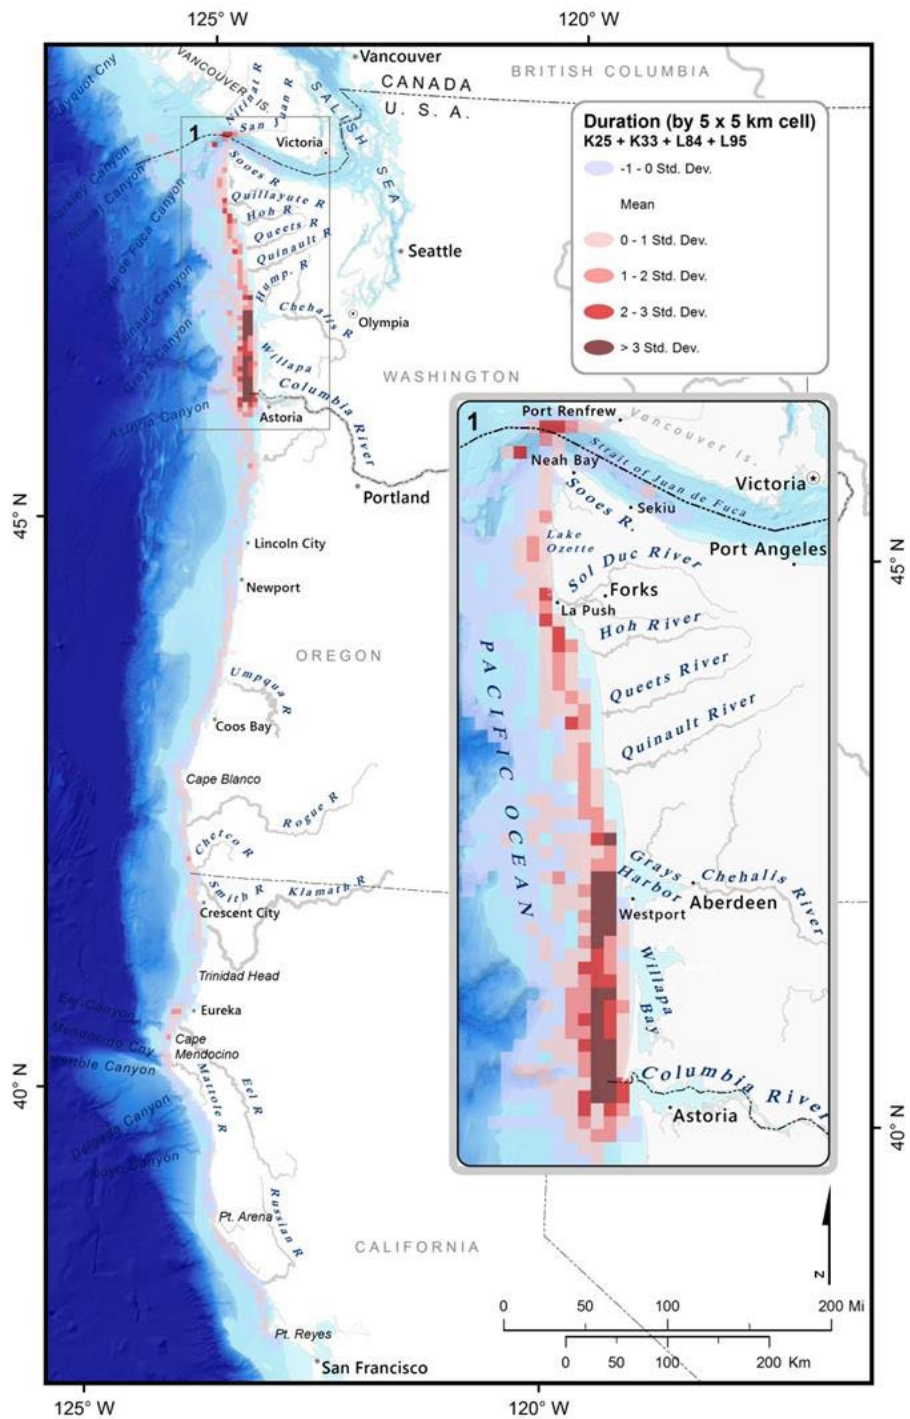 125° W
120° W
Vancouver
CANADA
BRITISH COLUMBIA
U. S. A.
VANCOUVER IS.
Nitinat R
San Juan R
SALISH SEA
1
Victoria
Sooes R
Quillayute R
Hoh R
Queets R
Quinault R
Hump. R
Chehalis R
Seattle
Olympia
Willapa
WASHINGTON
Columbia River
Astoria
Astoria Canyon
Portland
45° N
Lincoln City
Newport
OREGON
Umpqua R
Coos Bay
Cape Blanco
Rogue R
Chetco R
Smith R
Klamath R
Crescent City
Trinidad Head
Eureka
Eel Canyon
Mendocino Cny
Cape
Mendocino
40° N
Mattole R
Eel R
Delgada Canyon
Noyo Canyon
Russian R
Pt. Arena
CALIFORNIA
Pt. Reyes
San Francisco
Duration (by 5 x 5 km cell)
K25 + K33 + L84 + L95
-1 - 0 Std. Dev.
Mean
0 - 1 Std. Dev.
1 - 2 Std. Dev.
2 - 3 Std. Dev.
> 3 Std. Dev.
1
Port Renfrew
Vancouver Is.
Neah Bay
Strait of Juan de Fuca
Victoria
Sooes R.
Sekiu
Port Angeles
Lake
Ozette
Sol Duc River
Forks
La Push
Hoh River
PACIFIC OCEAN
Queets River
Quinault River
Grays
Harbor
Chehalis River
Westport
Aberdeen
Willapa
Bay
Columbia River
Astoria
45° N
40° N
N
0 50 100 200 Mi
0 50 100 200 Km
125° W
120° W